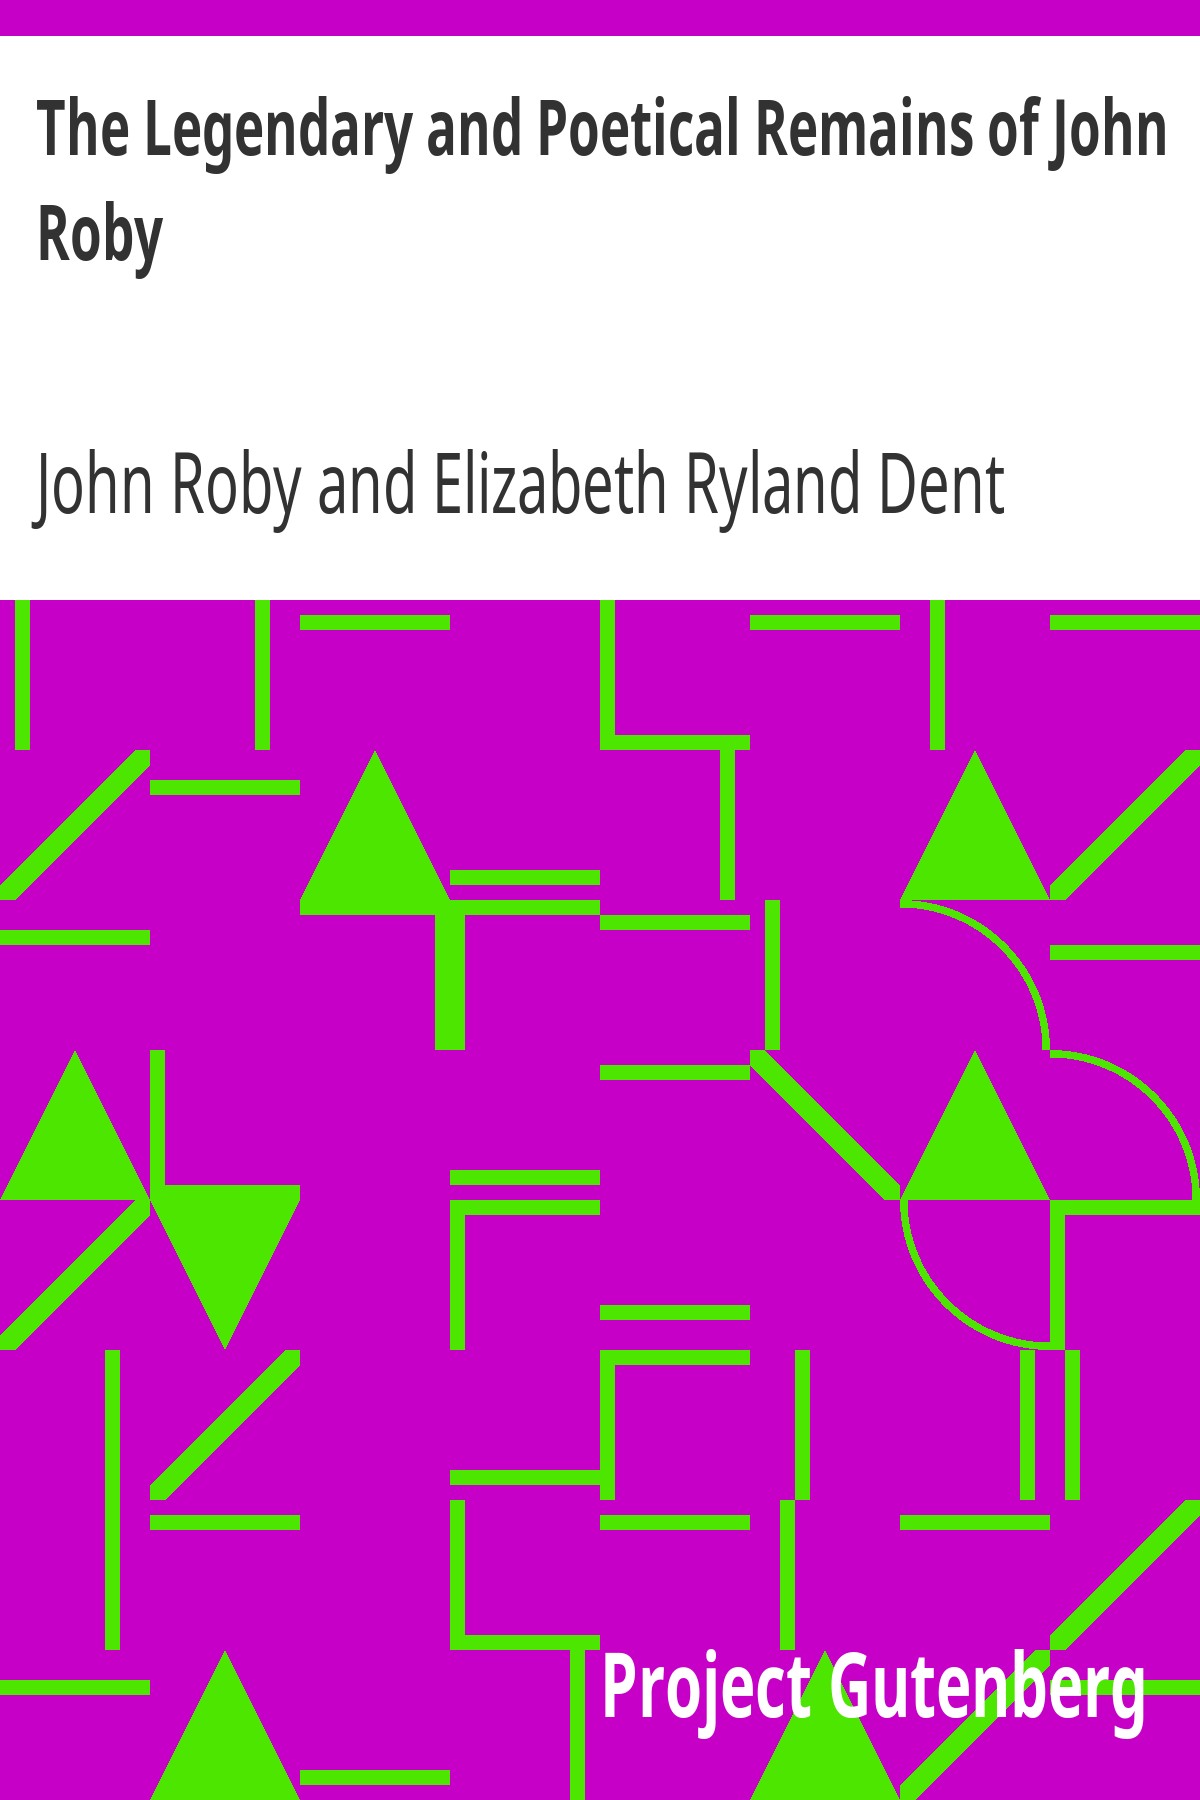 The Legendary and Poetical Remains of John
Roby
John Roby and Elizabeth Ryland Dent
Project Gutenberg